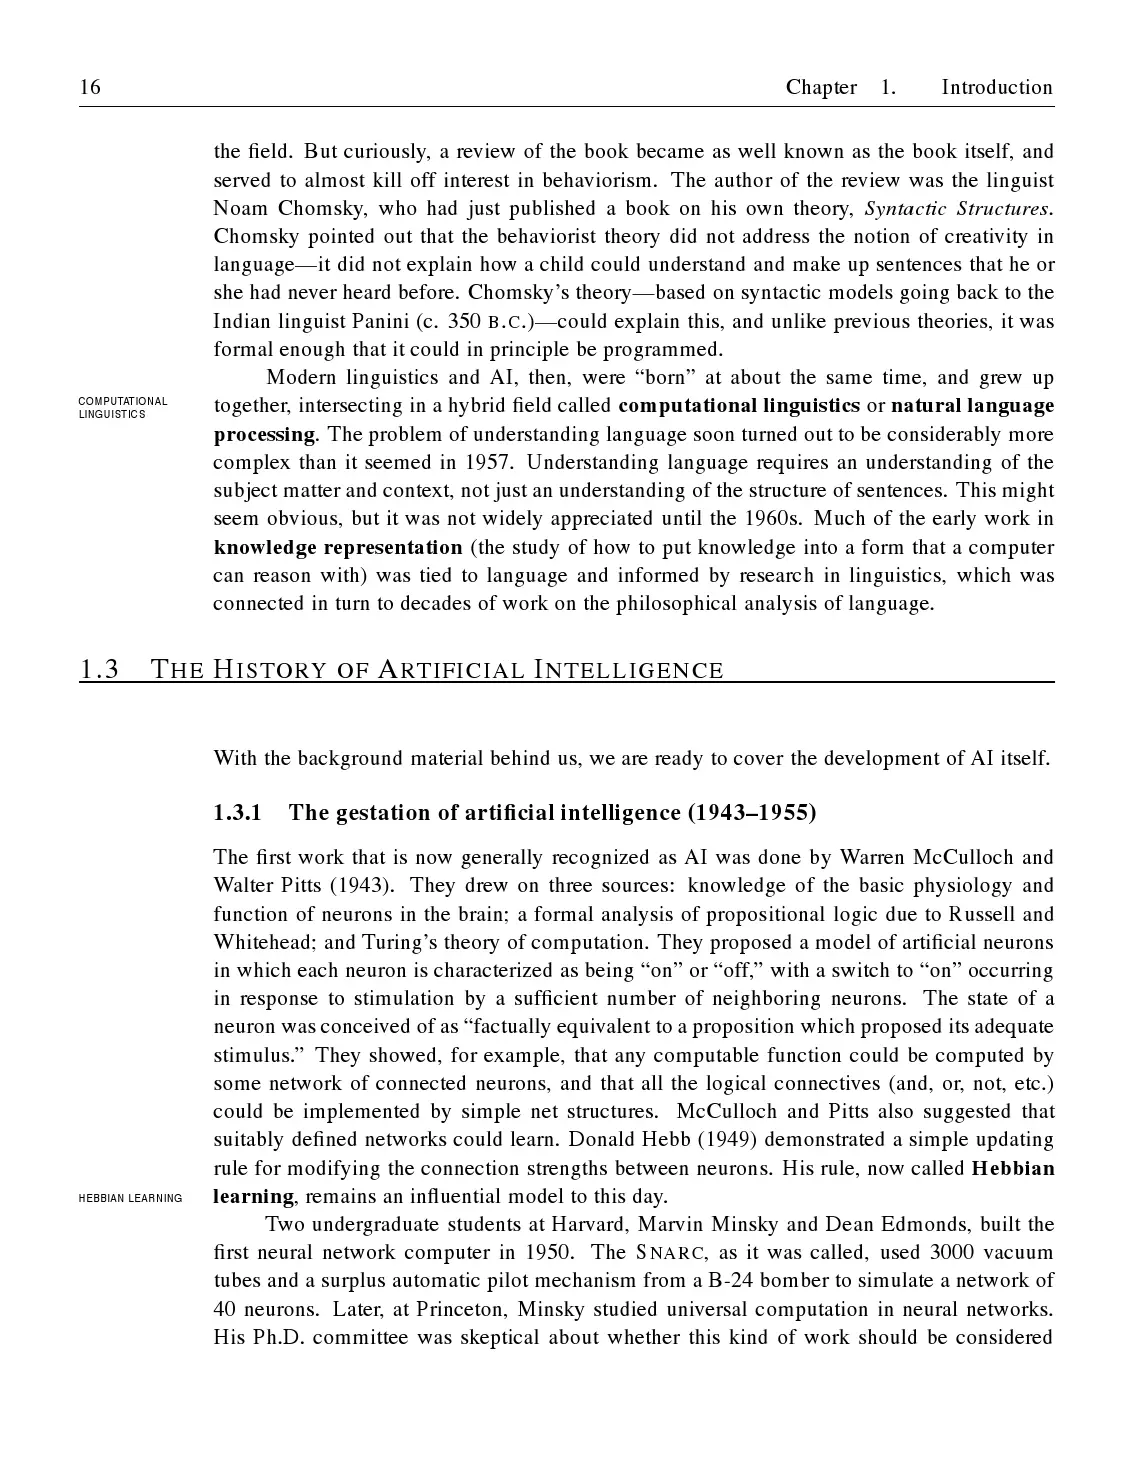 16 Chapter 1. Introduction
the field. But curiously, a review of the book became as well known as the book itself, and
served to almost kill off interest in behaviorism. The author of the review was the linguist
Noam Chomsky, who had just published a book on his own theory, Syntactic Structures.
Chomsky pointed out that the behaviorist theory did not address the notion of creativity in
language—it did not explain how a child could understand and make up sentences that he or
she had never heard before. Chomsky’s theory—based on syntactic models going back to the
Indian linguist Panini (c. 350 B.C.)—could explain this, and unlike previous theories, it was
formal enough that it could in principle be programmed.
Modern linguistics and AI, then, were “born” at about the same time, and grew up
COMPUTATIONAL
LINGUISTICS
together, intersecting in a hybrid field called computational linguistics or natural language
processing. The problem of understanding language soon turned out to be considerably more
complex than it seemed in 1957. Understanding language requires an understanding of the
subject matter and context, not just an understanding of the structure of sentences. This might
seem obvious, but it was not widely appreciated until the 1960s. Much of the early work in
knowledge representation (the study of how to put knowledge into a form that a computer
can reason with) was tied to language and informed by research in linguistics, which was
connected in turn to decades of work on the philosophical analysis of language.
1.3 THE HISTORY OF ARTIFICIAL INTELLIGENCE
With the background material behind us, we are ready to cover the development of AI itself.
1.3.1 The gestation of artificial intelligence (1943–1955)
The first work that is now generally recognized as AI was done by Warren McCulloch and
Walter Pitts (1943). They drew on three sources: knowledge of the basic physiology and
function of neurons in the brain; a formal analysis of propositional logic due to Russell and
Whitehead; and Turing’s theory of computation. They proposed a model of artificial neurons
in which each neuron is characterized as being “on” or “off,” with a switch to “on” occurring
in response to stimulation by a sufficient number of neighboring neurons. The state of a
neuron was conceived of as “factually equivalent to a proposition which proposed its adequate
stimulus.” They showed, for example, that any computable function could be computed by
some network of connected neurons, and that all the logical connectives (and, or, not, etc.)
could be implemented by simple net structures. McCulloch and Pitts also suggested that
suitably defined networks could learn. Donald Hebb (1949) demonstrated a simple updating
rule for modifying the connection strengths between neurons. His rule, now called Hebbian
HEBBIAN LEARNING
learning, remains an influential model to this day.
Two undergraduate students at Harvard, Marvin Minsky and Dean Edmonds, built the
first neural network computer in 1950. The SNARC, as it was called, used 3000 vacuum
tubes and a surplus automatic pilot mechanism from a B-24 bomber to simulate a network of
40 neurons. Later, at Princeton, Minsky studied universal computation in neural networks.
His Ph.D. committee was skeptical about whether this kind of work should be considered